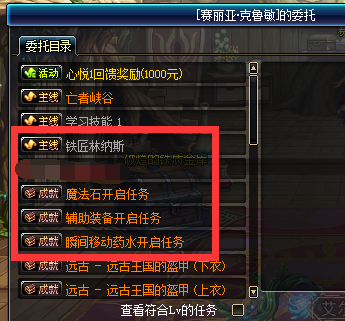 [赛丽亚·克鲁敏]的委托
委托目录
活动 心悦1回馈奖励(1000元)
主线 亡者峡谷
主线 学习技能 1
主线 铁匠林纳斯
成就 魔法石开启任务
成就 辅助装备开启任务
成就 瞬间移动药水开启任务
成就 远古 - 远古王国的盔甲 (下衣)
成就 远古 - 远古王国的盔甲 (上衣)
查看符合Lv的任务